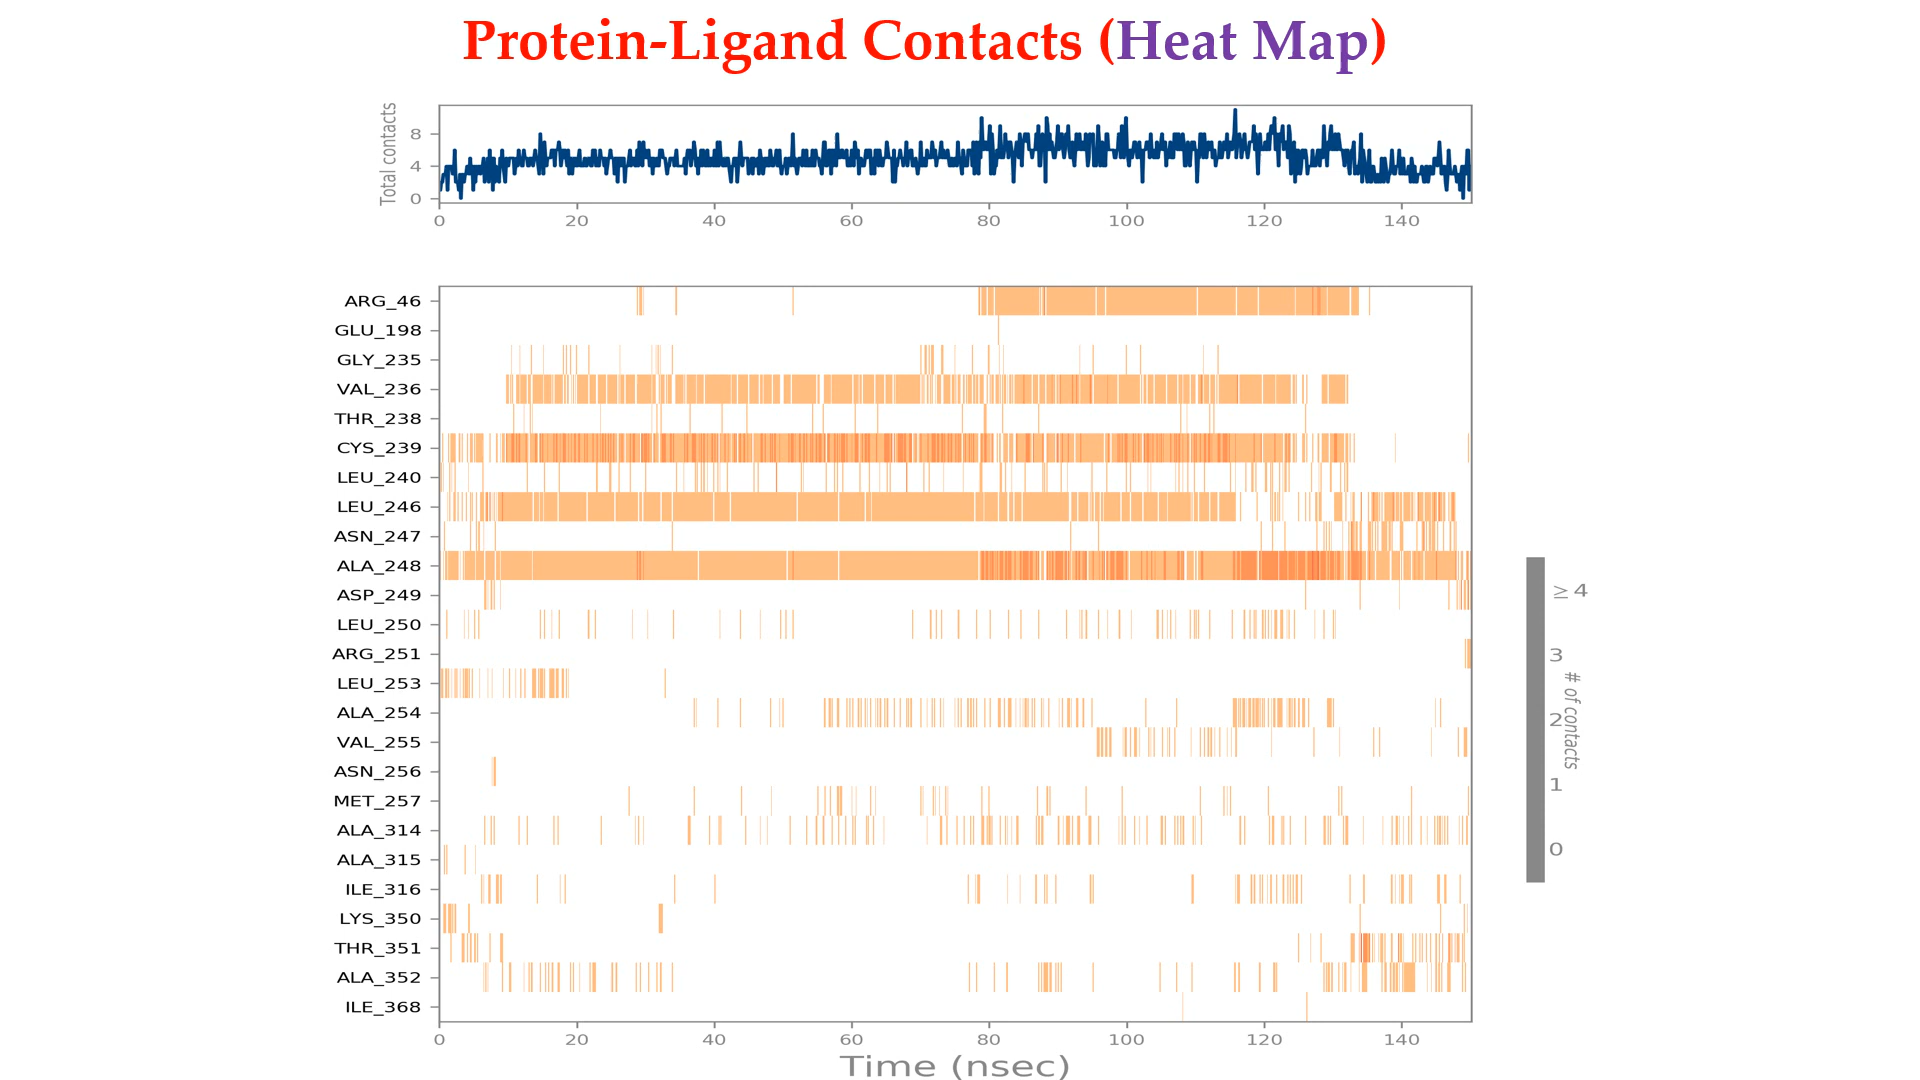 Protein-Ligand Contacts (Heat Map)
Total contacts
8
4
0
0 20 40 60 80 100 120 140
ARG_46
GLU_198
GLY_235
VAL_236
THR_238
CYS_239
LEU_240
LEU_246
ASN_247
ALA_248
ASP_249
LEU_250
ARG_251
LEU_253
ALA_254
VAL_255
ASN_256
MET_257
ALA_314
ALA_315
ILE_316
LYS_350
THR_351
ALA_352
ILE_368
0 20 40 60 80 100 120 140
Time (nsec)
≥ 4
3
2
1
0
# of contacts